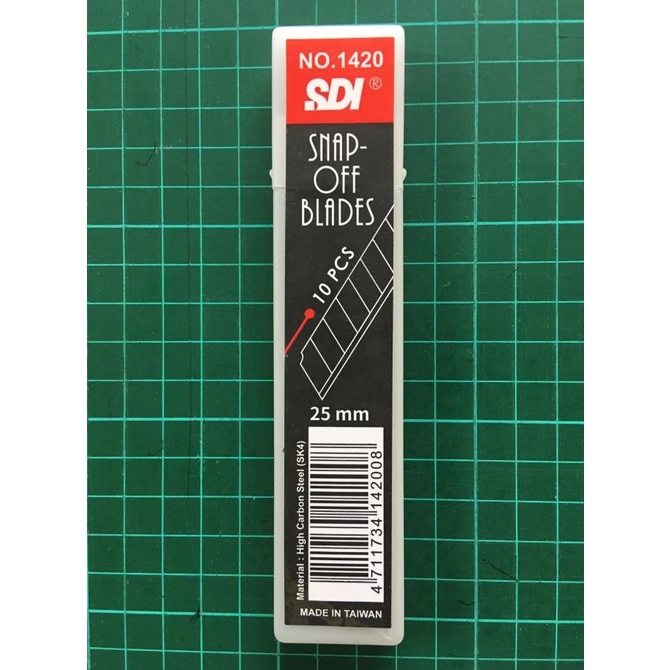 NO.1420
SDI ®
SNAP-
OFF
BLADES
10 PCS
25 mm
Material : High Carbon Steel (SK4)
4 711734 142008
MADE IN TAIWAN